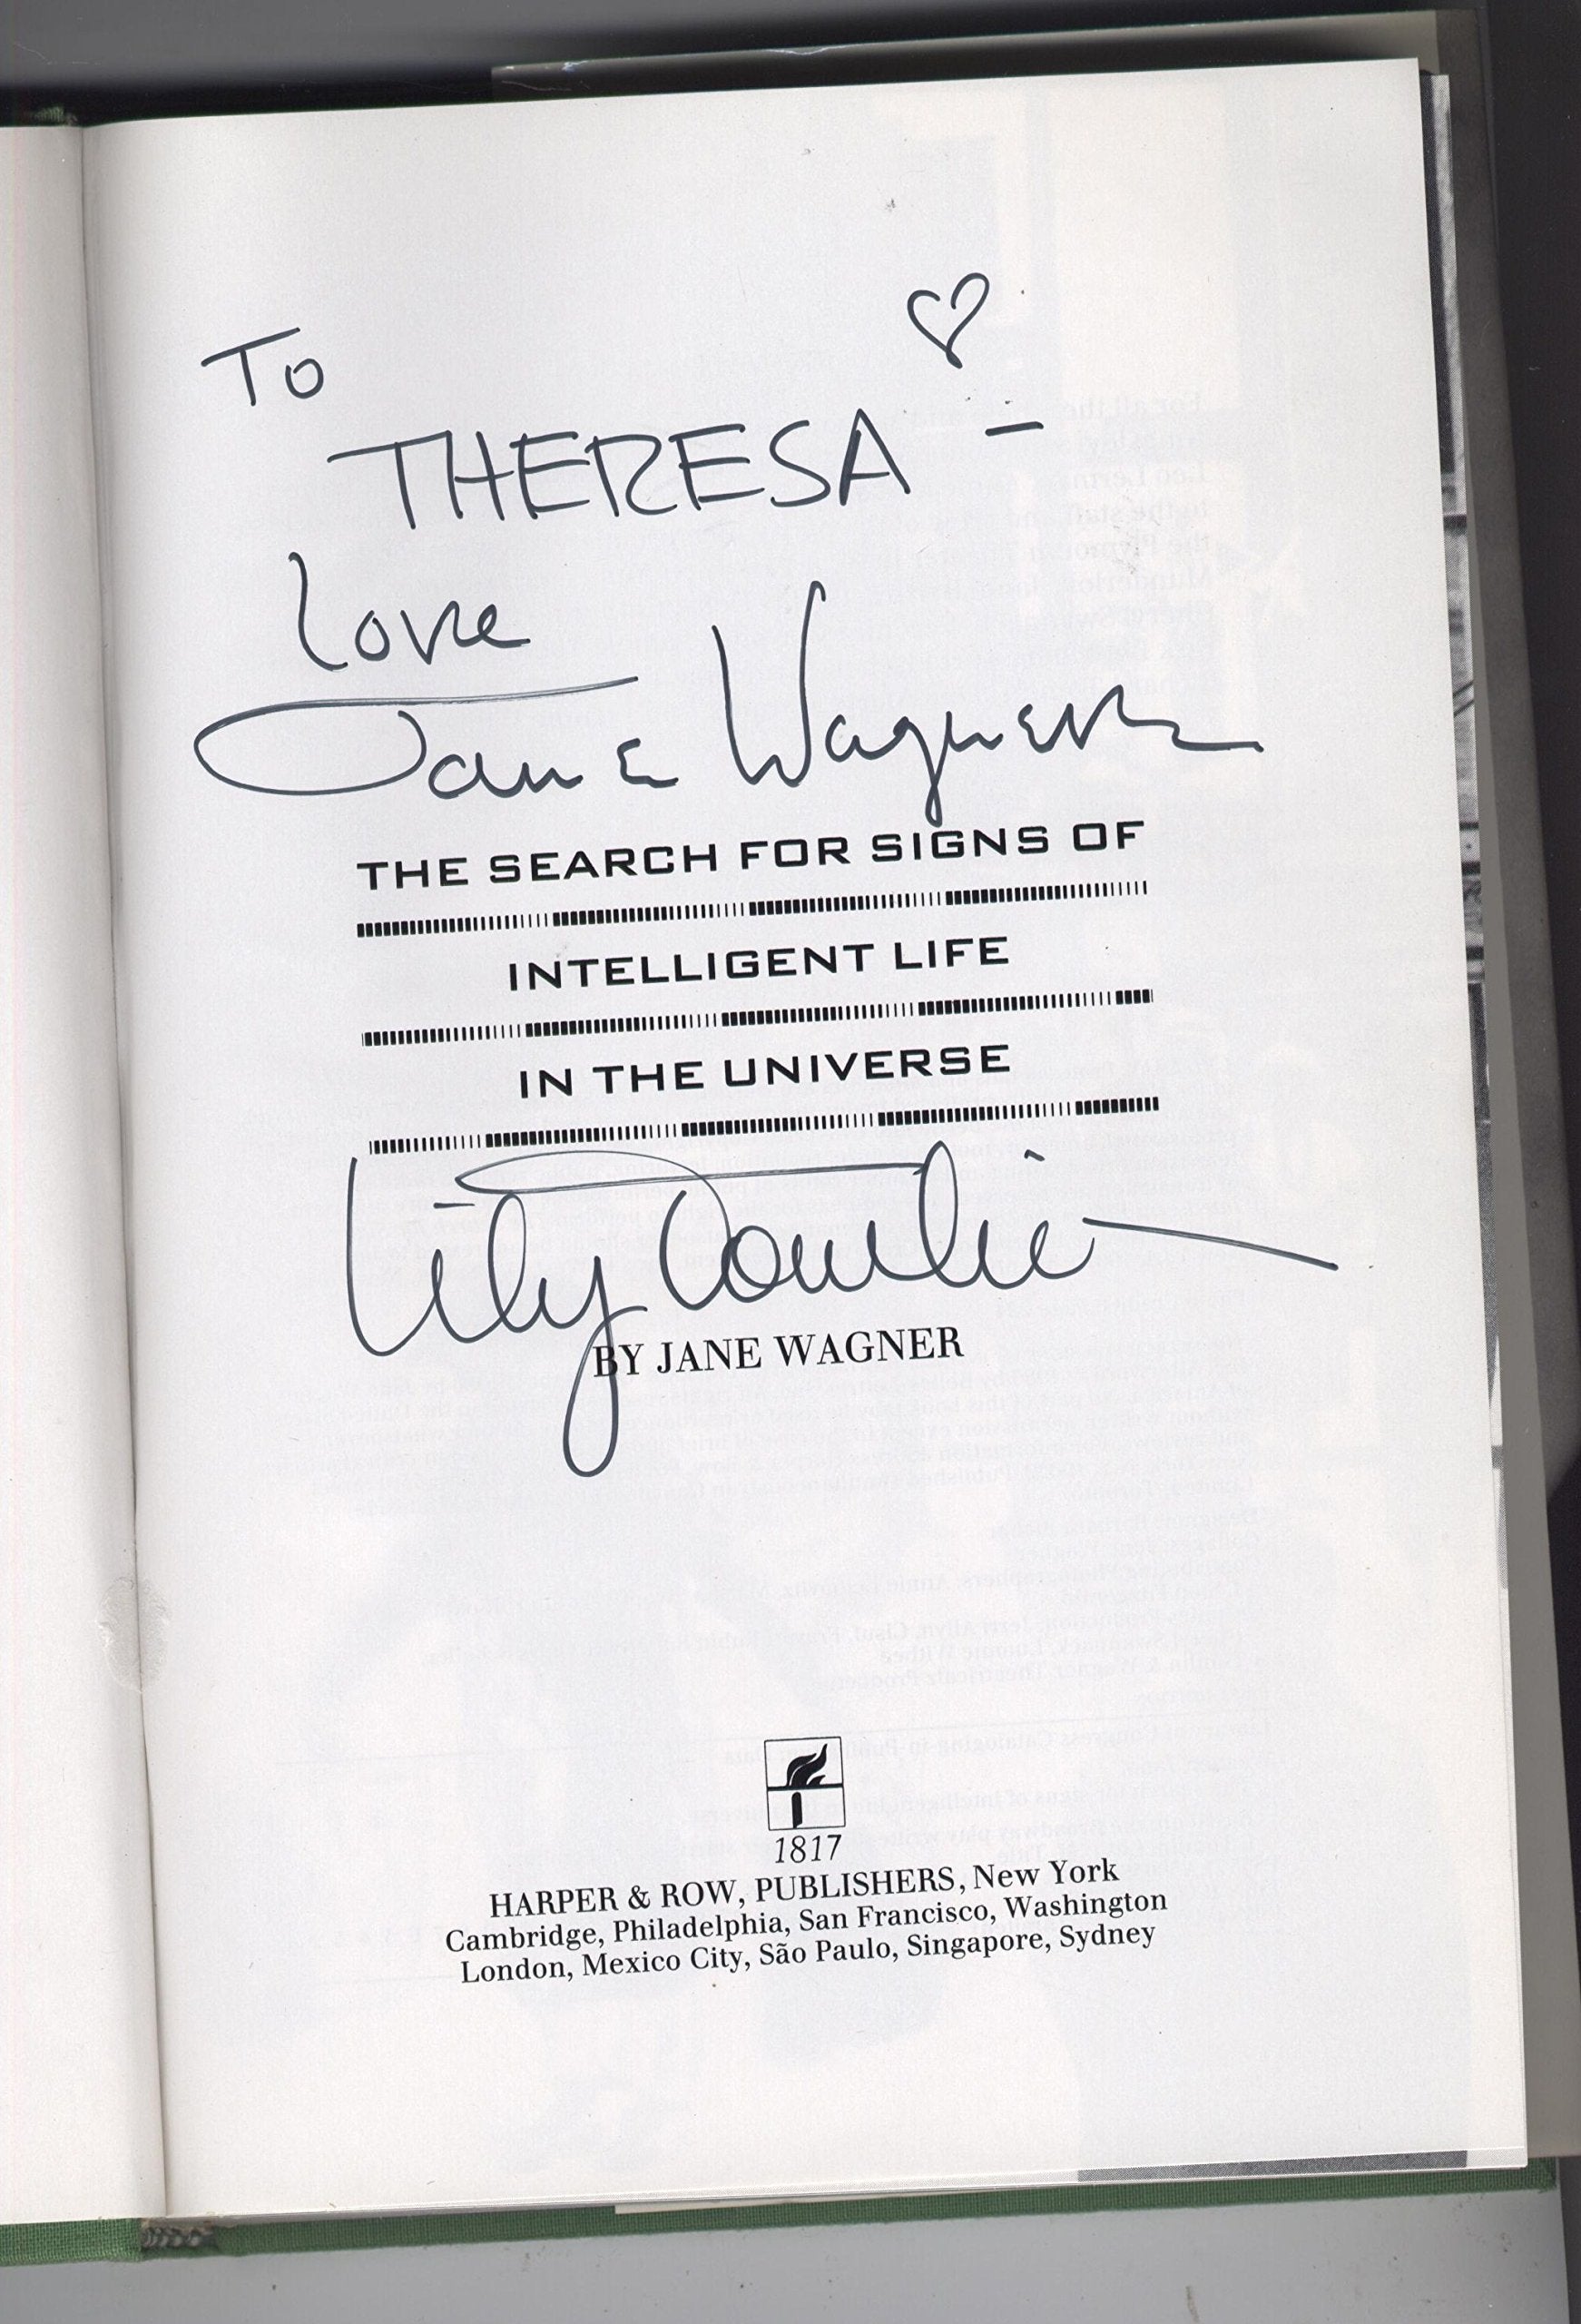 To
THERESA –
Love
Jane Wagner
THE SEARCH FOR SIGNS OF
INTELLIGENT LIFE
IN THE UNIVERSE
Lily Tomlin
BY JANE WAGNER
1817
HARPER & ROW, PUBLISHERS, New York
Cambridge, Philadelphia, San Francisco, Washington
London, Mexico City, São Paulo, Singapore, Sydney